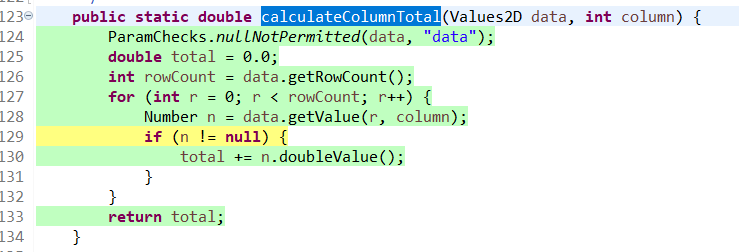 123 public static double calculateColumnTotal(Values2D data, int column) {
124 ParamChecks.nullNotPermitted(data, "data");
125 double total = 0.0;
126 int rowCount = data.getRowCount();
127 for (int r = 0; r < rowCount; r++) {
128 Number n = data.getValue(r, column);
129 if (n != null) {
130 total += n.doubleValue();
131 }
132 }
133 return total;
134 }